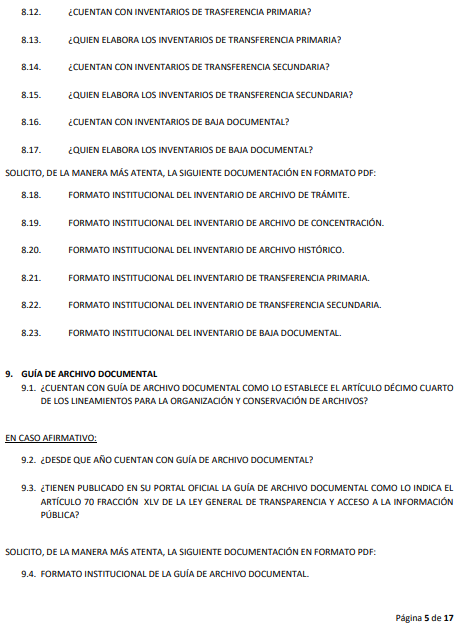 8.12. ¿CUENTAN CON INVENTARIOS DE TRASFERENCIA PRIMARIA?
8.13. ¿QUIEN ELABORA LOS INVENTARIOS DE TRANSFERENCIA PRIMARIA?
8.14. ¿CUENTAN CON INVENTARIOS DE TRANSFERENCIA SECUNDARIA?
8.15. ¿QUIEN ELABORA LOS INVENTARIOS DE TRANSFERENCIA SECUNDARIA?
8.16. ¿CUENTAN CON INVENTARIOS DE BAJA DOCUMENTAL?
8.17. ¿QUIEN ELABORA LOS INVENTARIOS DE BAJA DOCUMENTAL?
SOLICITO, DE LA MANERA MÁS ATENTA, LA SIGUIENTE DOCUMENTACIÓN EN FORMATO PDF:
8.18. FORMATO INSTITUCIONAL DEL INVENTARIO DE ARCHIVO DE TRÁMITE.
8.19. FORMATO INSTITUCIONAL DEL INVENTARIO DE ARCHIVO DE CONCENTRACIÓN.
8.20. FORMATO INSTITUCIONAL DEL INVENTARIO DE ARCHIVO HISTÓRICO.
8.21. FORMATO INSTITUCIONAL DEL INVENTARIO DE TRANSFERENCIA PRIMARIA.
8.22. FORMATO INSTITUCIONAL DEL INVENTARIO DE TRANSFERENCIA SECUNDARIA.
8.23. FORMATO INSTITUCIONAL DEL INVENTARIO DE BAJA DOCUMENTAL.
9. GUÍA DE ARCHIVO DOCUMENTAL
9.1. ¿CUENTAN CON GUÍA DE ARCHIVO DOCUMENTAL COMO LO ESTABLECE EL ARTÍCULO DÉCIMO CUARTO
DE LOS LINEAMIENTOS PARA LA ORGANIZACIÓN Y CONSERVACIÓN DE ARCHIVOS?
EN CASO AFIRMATIVO:
9.2. ¿DESDE QUE AÑO CUENTAN CON GUÍA DE ARCHIVO DOCUMENTAL?
9.3. ¿TIENEN PUBLICADO EN SU PORTAL OFICIAL LA GUÍA DE ARCHIVO DOCUMENTAL COMO LO INDICA EL
ARTÍCULO 70 FRACCIÓN XLV DE LA LEY GENERAL DE TRANSPARENCIA Y ACCESO A LA INFORMACIÓN
PÚBLICA?
SOLICITO, DE LA MANERA MÁS ATENTA, LA SIGUIENTE DOCUMENTACIÓN EN FORMATO PDF:
9.4. FORMATO INSTITUCIONAL DE LA GUÍA DE ARCHIVO DOCUMENTAL.
Página 5 de 17